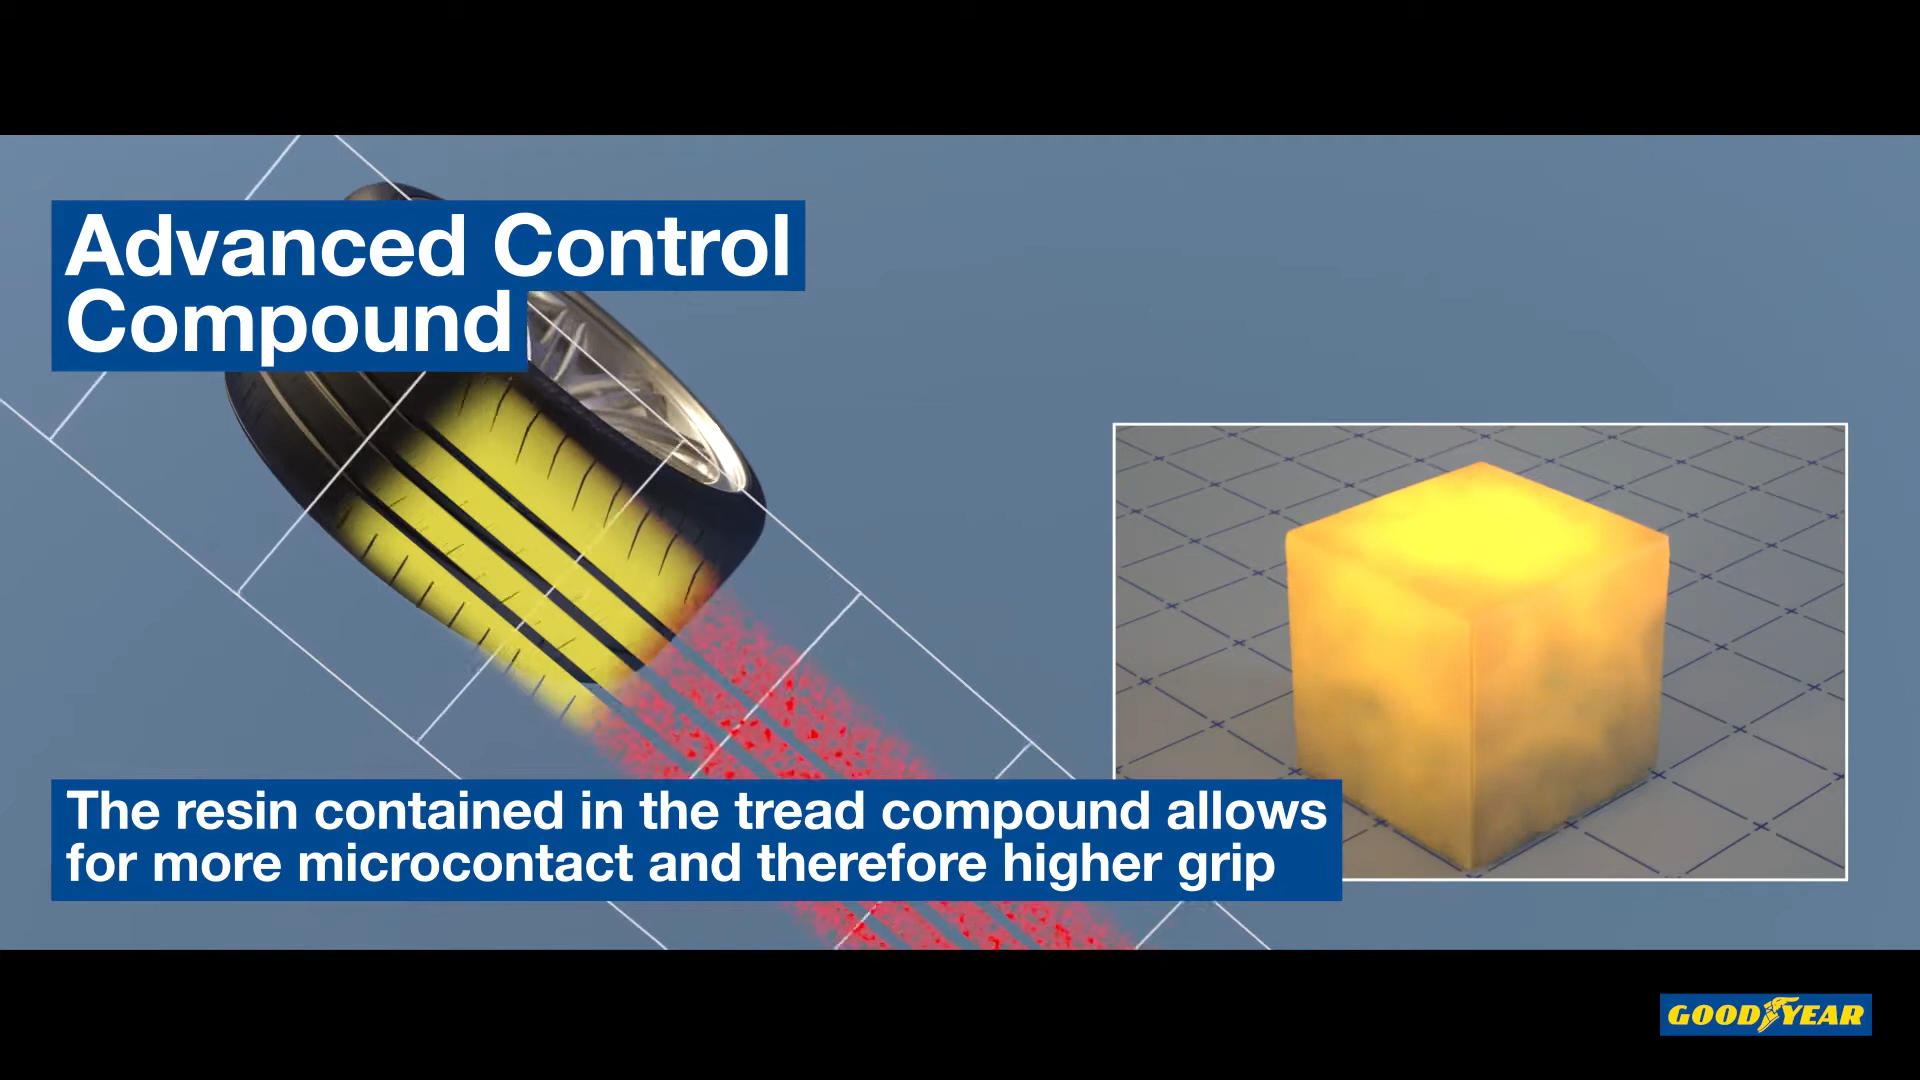 Advanced Control
Compound
The resin contained in the tread compound allows
for more microcontact and therefore higher grip
GOODYEAR